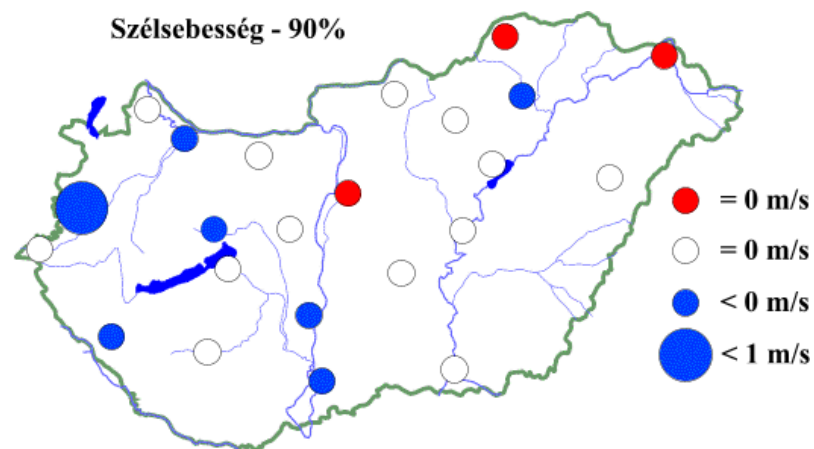 Szélsebesség - 90%
= 0 m/s
= 0 m/s
< 0 m/s
< 1 m/s